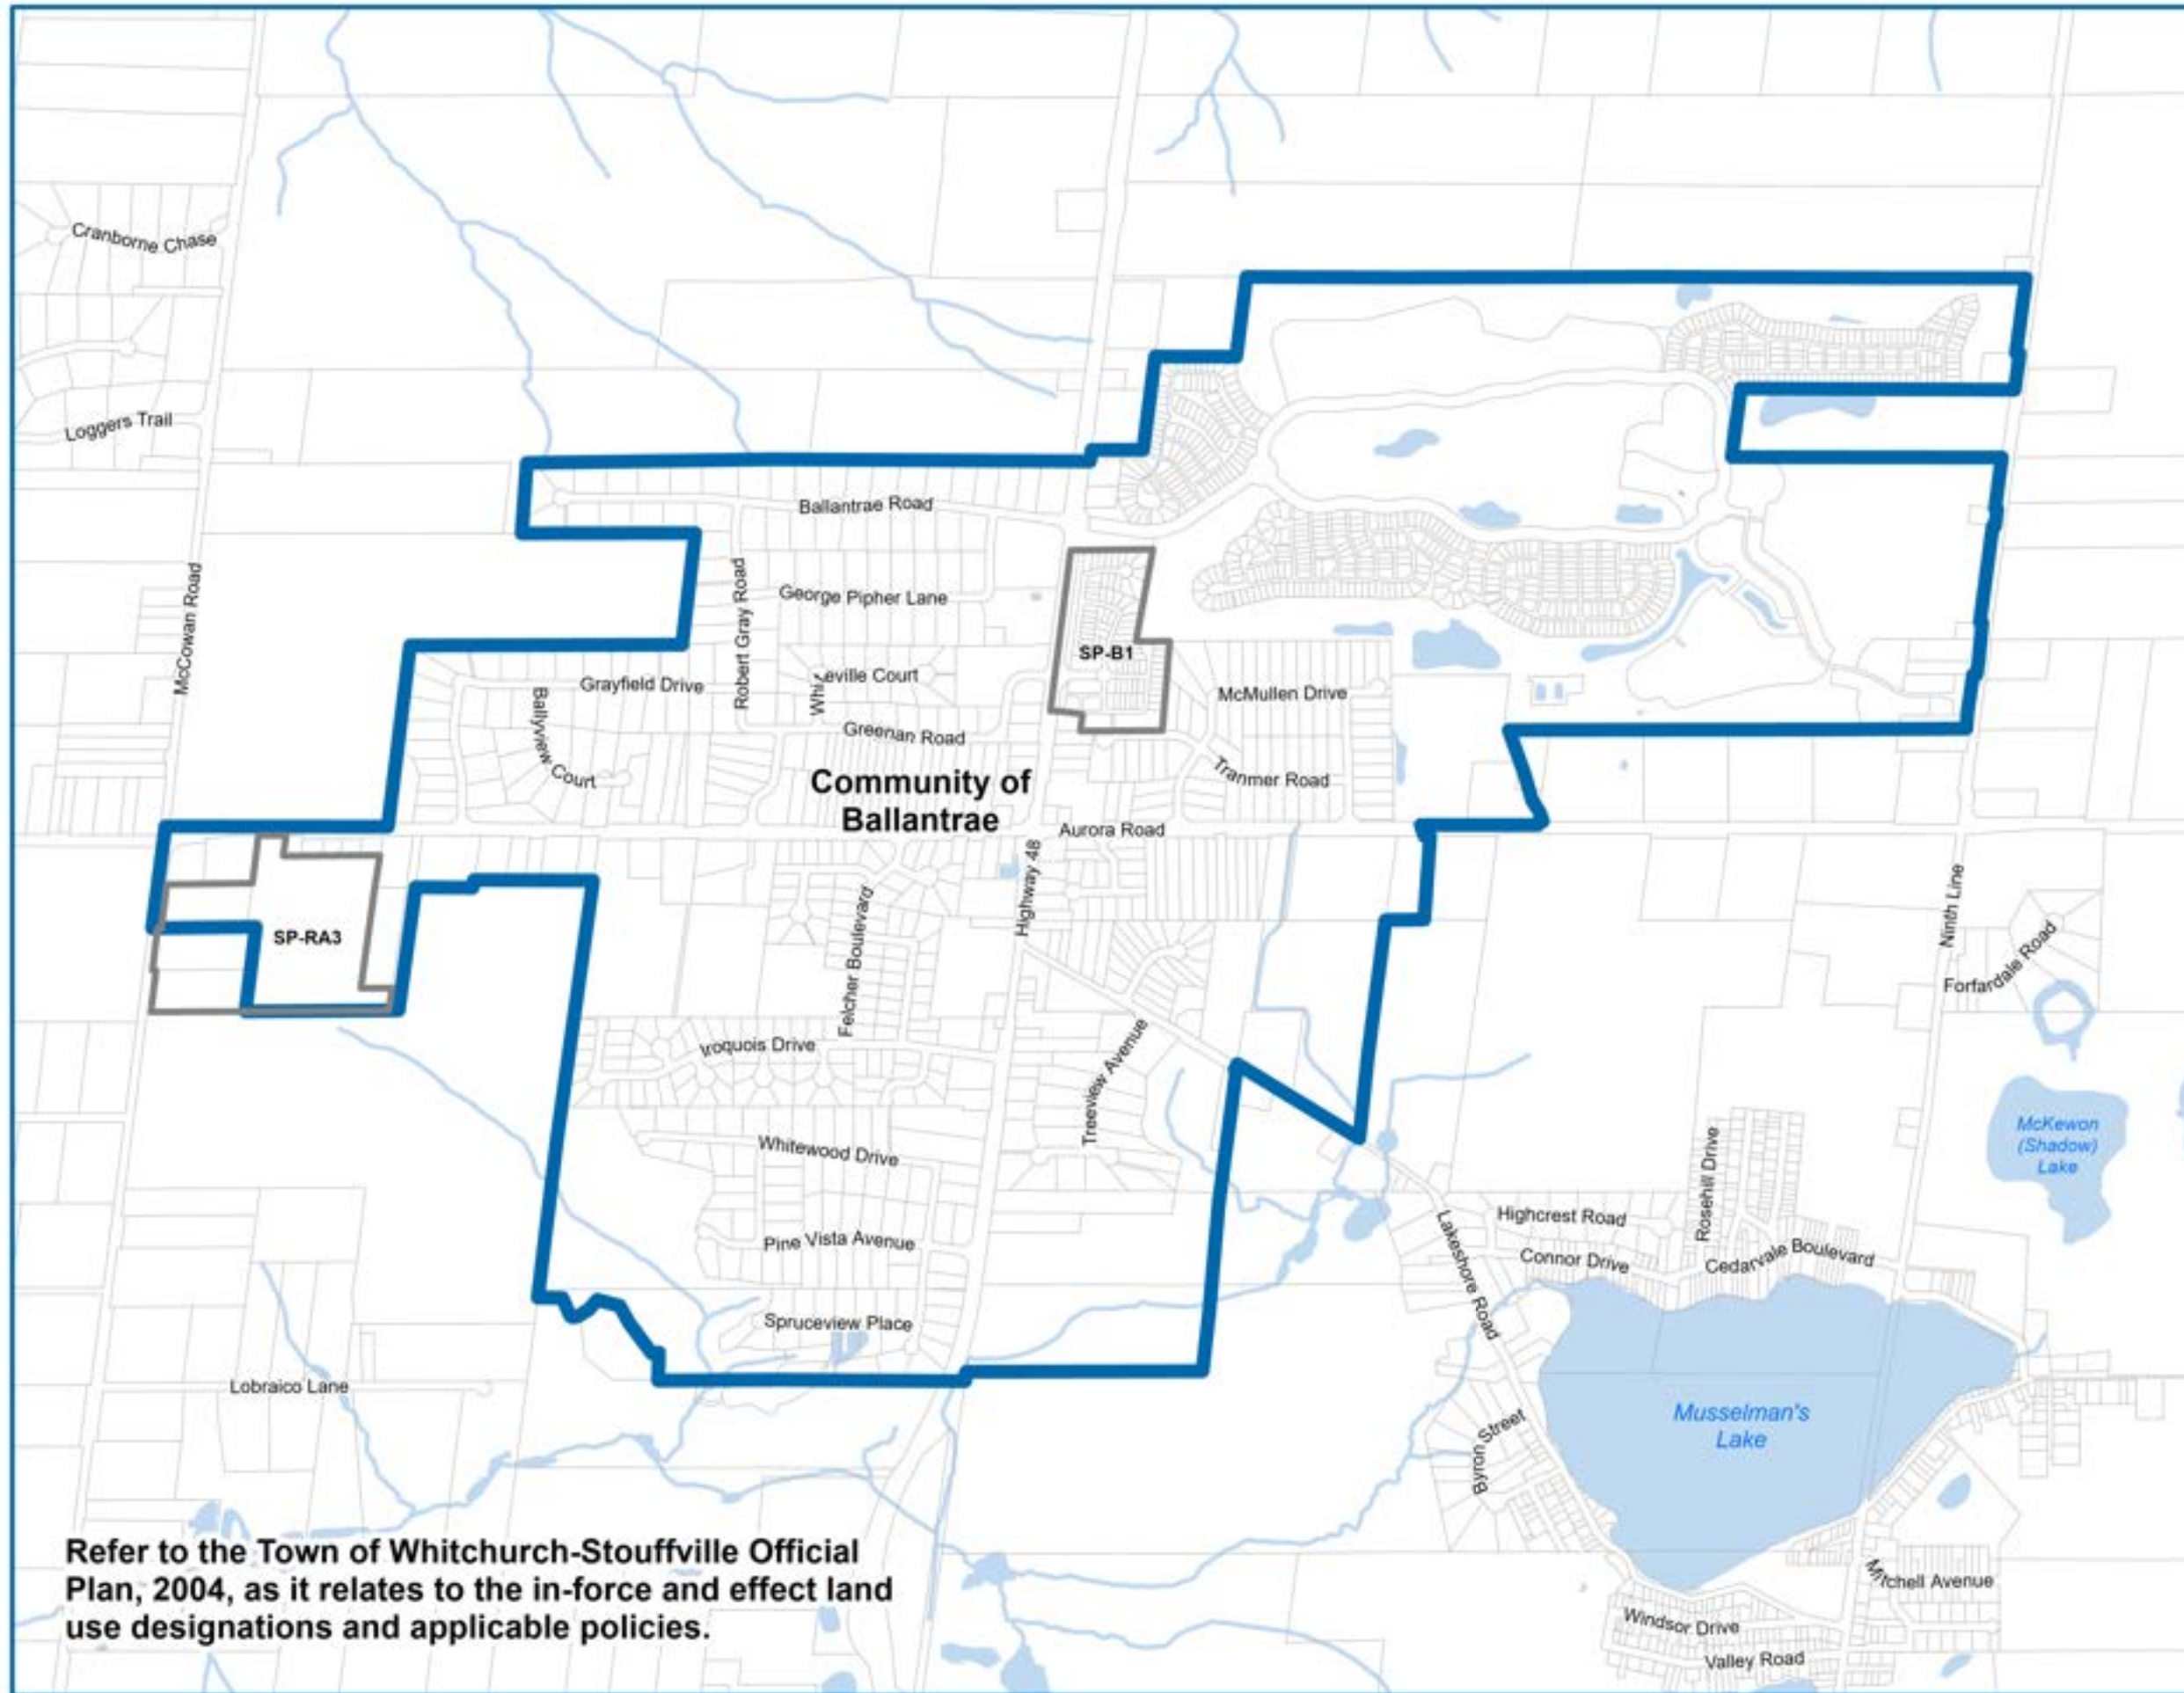 Cranborne Chase
Loggers Trail
McCowan Road
Ballantrae Road
George Pipher Lane
Robert Gray Road
SP-B1
Grayfield Drive
eville Court
McMullen Drive
Ballyview Court
Greenan Road
Tranmer Road
Community of
Ballantrae
Aurora Road
Highway 48
Felcher Boulevard
SP-RA3
Ninth Line
Forfardale Road
Iroquois Drive
Treeview Avenue
McKewon
(Shadow)
Lake
Whitewood Drive
Rosehill Drive
Highcrest Road
Pine Vista Avenue
Lakeshore Road
Connor Drive
Cedarvale Boulevard
Spruceview Place
Lobraico Lane
Musselman's
Lake
Byron Street
Refer to the Town of Whitchurch-Stouffville Official
Plan, 2004, as it relates to the in-force and effect land
use designations and applicable policies.
Mitchell Avenue
Windsor Drive
Valley Road